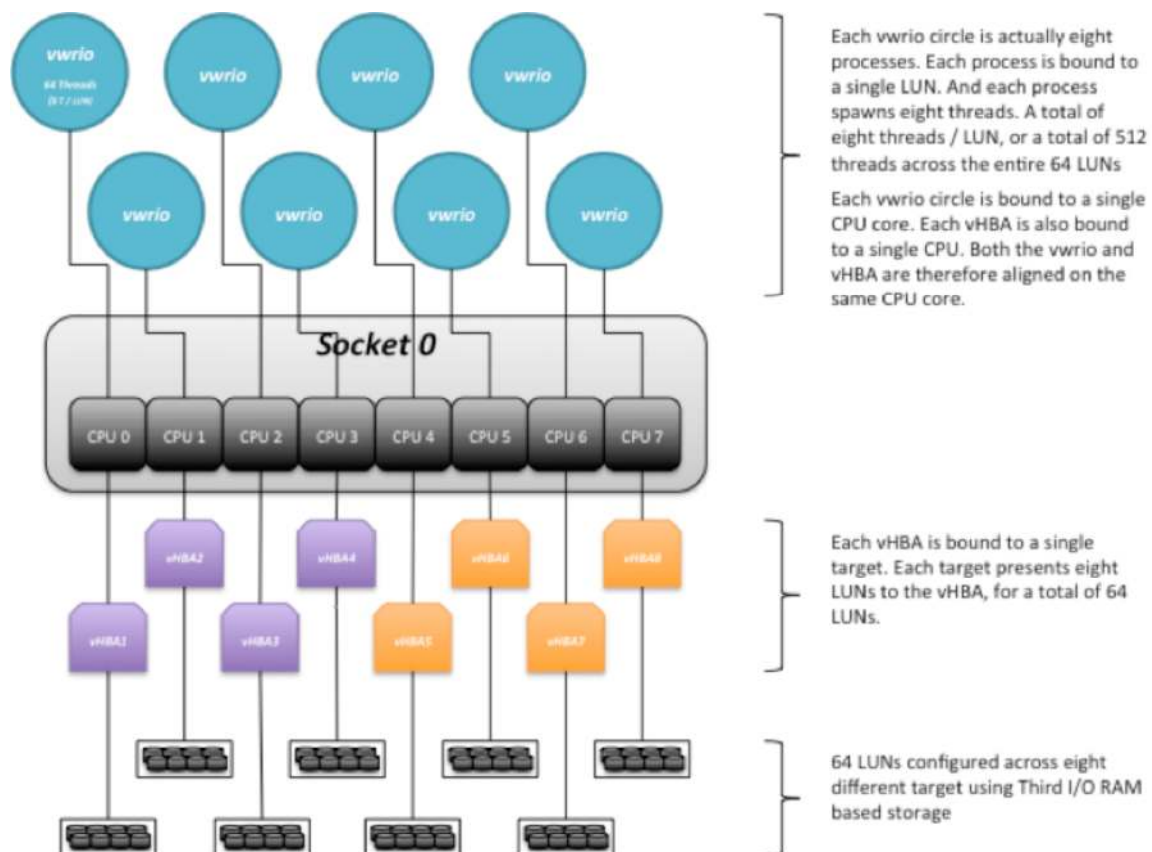 vwrio
64 Threads
(8 T / LUN)
vwrio
vwrio
vwrio
vwrio
vwrio
vwrio
vwrio
Each vwrio circle is actually eight
processes. Each process is bound to
a single LUN. And each process
spawns eight threads. A total of
eight threads / LUN, or a total of 512
threads across the entire 64 LUNs
Each vwrio circle is bound to a single
CPU core. Each vHBA is also bound
to a single CPU. Both the vwrio and
vHBA are therefore aligned on the
same CPU core.
Socket 0
CPU 0
CPU 1
CPU 2
CPU 3
CPU 4
CPU 5
CPU 6
CPU 7
vHBA2
vHBA4
vHBA6
vHBA8
vHBA1
vHBA3
vHBA5
vHBA7
Each vHBA is bound to a single
target. Each target presents eight
LUNs to the vHBA, for a total of 64
LUNs.
64 LUNs configured across eight
different target using Third I/O RAM
based storage